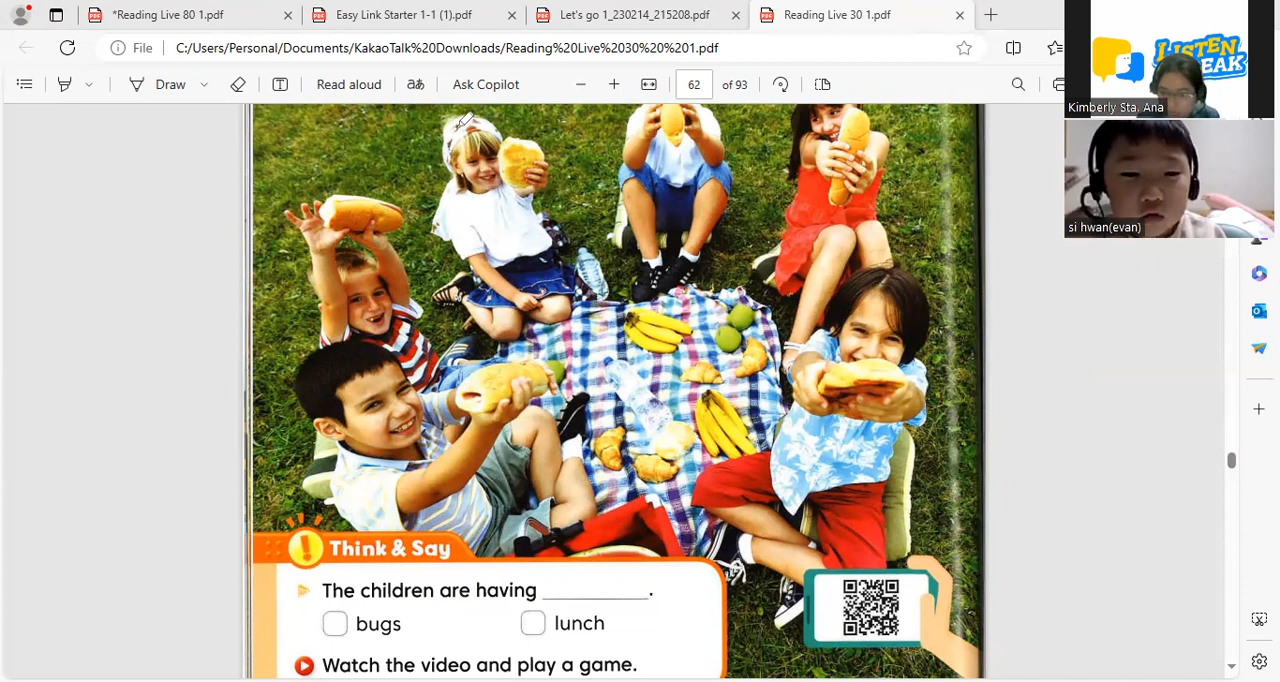 *Reading Live 80 1.pdf
Easy Link Starter 1-1 (1).pdf
Let's go 1_230214_215208.pdf
Reading Live 30 1.pdf
File
C:/Users/Personal/Documents/KakaoTalk%20Downloads/Reading%20Live%2030%20%201.pdf
Draw
Read aloud
aあ
Ask Copilot
62
of 93
LISTEN
Kimberly Sta. Ana
si hwan(evan)
! Think & Say
The children are having __________.
bugs
lunch
Watch the video and play a game.